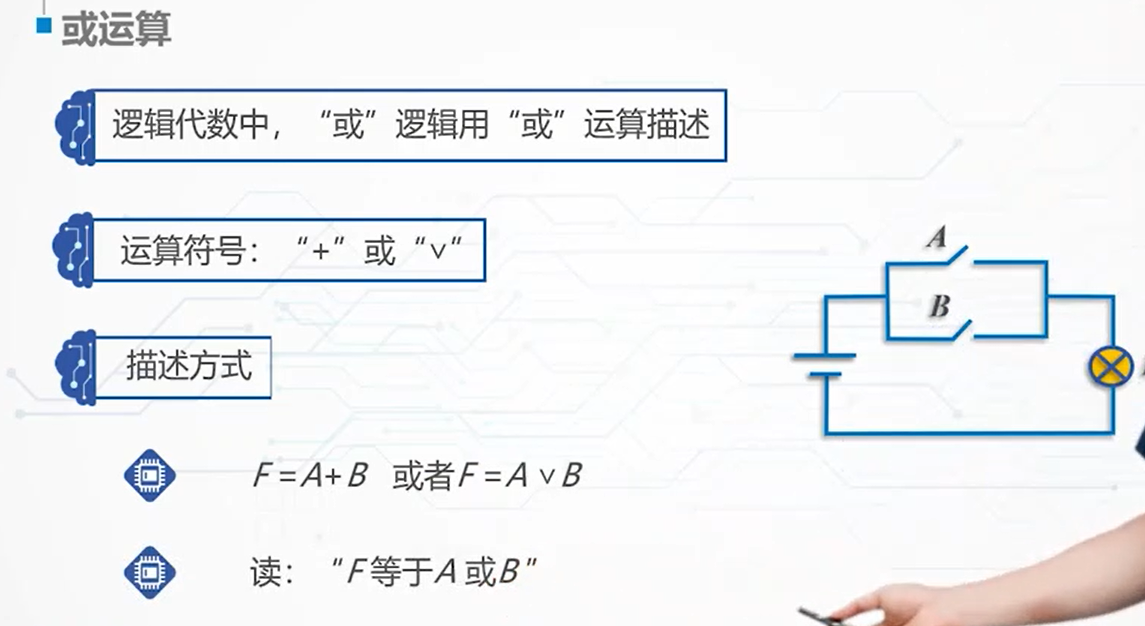 或运算
逻辑代数中，“或”逻辑用“或”运算描述
运算符号：“+”或“∨”
描述方式
F=A+B 或者F=A∨B
读：“F等于A或B”
A
B